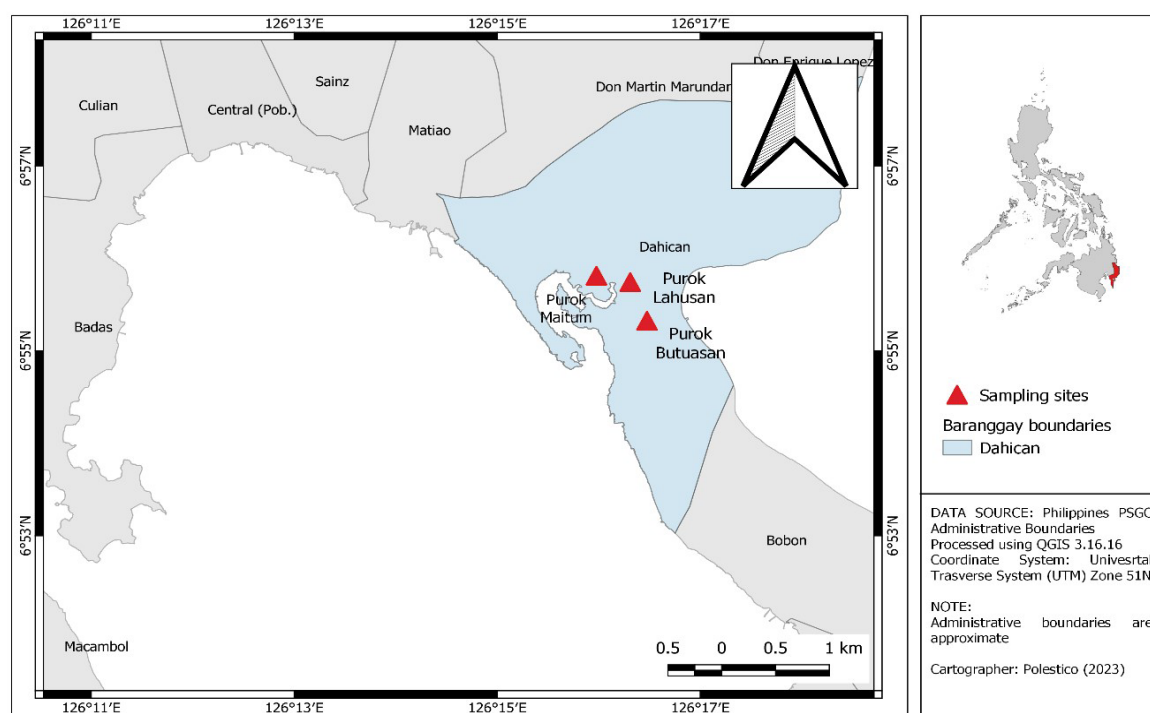 126°11'E 126°13'E 126°15'E 126°17'E
Don Enrique Lopez
Sainz
Don Martin Marundan
Culian
Central (Pob.)
Matiao
6°57'N 6°57'N
Dahican
Purok
Lahusan
Purok
Maitum
Badas
Purok
Butuasan
6°55'N 6°55'N
6°53'N 6°53'N
Bobon
Macambol
0.5 0 0.5 1 km
126°11'E 126°13'E 126°15'E 126°17'E
Sampling sites
Baranggay boundaries
Dahican
DATA SOURCE: Philippines PSGC
Administrative Boundaries
Processed using QGIS 3.16.16
Coordinate System: Univesrtal
Trasverse System (UTM) Zone 51N
NOTE:
Administrative boundaries are
approximate
Cartographer: Polestico (2023)